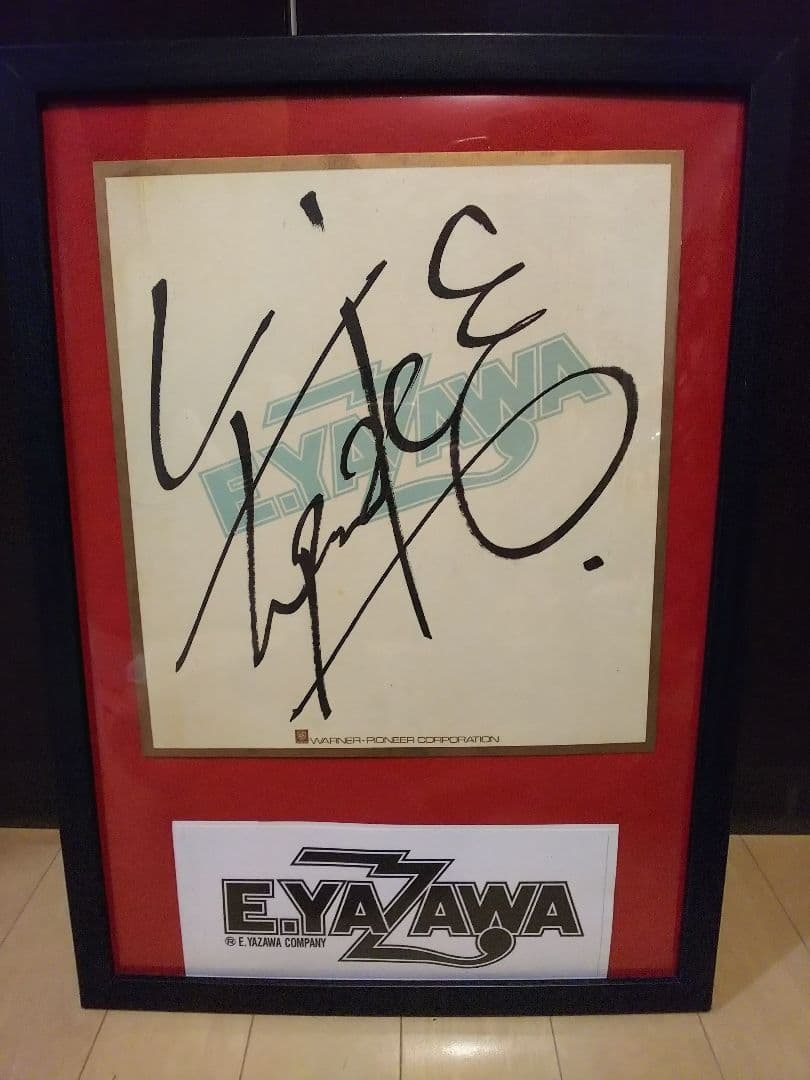 E.YAZAWA
WARNER-PIONEER CORPORATION
E.YAZAWA
® E. YAZAWA COMPANY